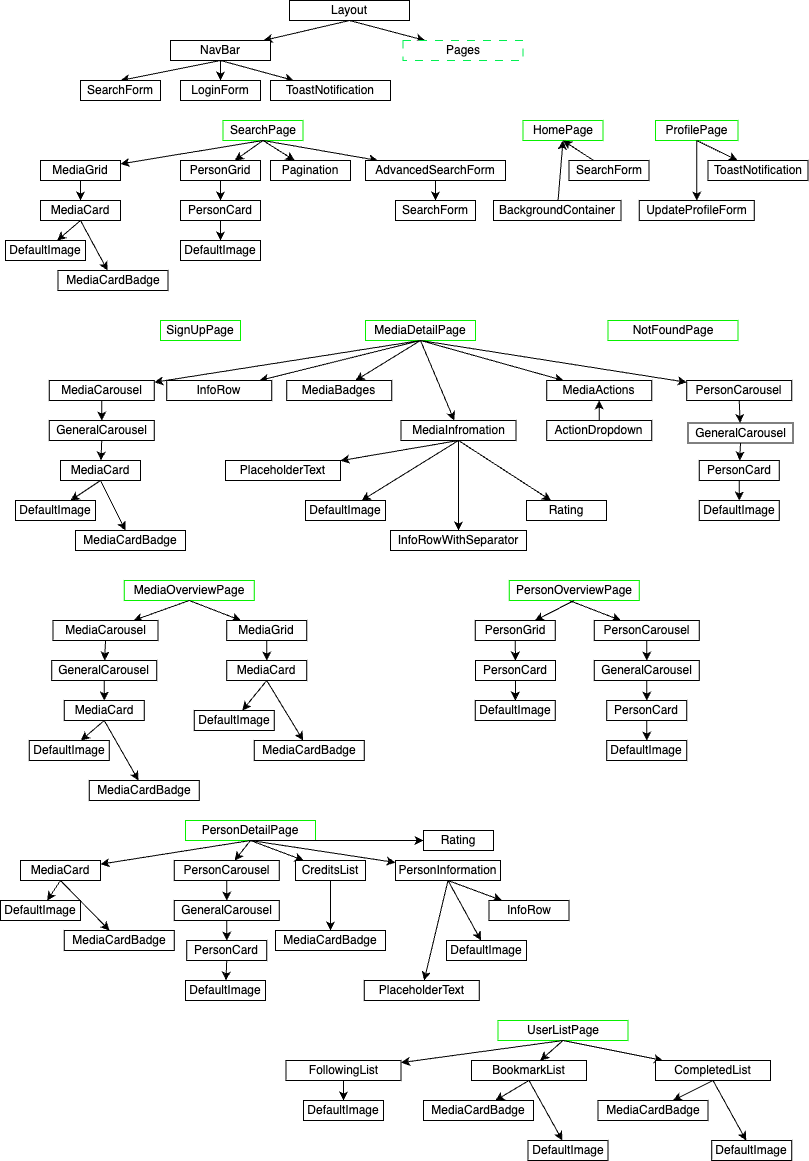 Layout
NavBar
Pages
SearchForm
LoginForm
ToastNotification
SearchPage
HomePage
ProfilePage
MediaGrid
PersonGrid
Pagination
AdvancedSearchForm
SearchForm
ToastNotification
MediaCard
PersonCard
SearchForm
BackgroundContainer
UpdateProfileForm
DefaultImage
DefaultImage
MediaCardBadge
SignUpPage
MediaDetailPage
NotFoundPage
MediaCarousel
InfoRow
MediaBadges
MediaActions
PersonCarousel
GeneralCarousel
MediaInfromation
ActionDropdown
GeneralCarousel
MediaCard
PlaceholderText
PersonCard
DefaultImage
DefaultImage
Rating
DefaultImage
MediaCardBadge
InfoRowWithSeparator
MediaOverviewPage
PersonOverviewPage
MediaCarousel
MediaGrid
PersonGrid
PersonCarousel
GeneralCarousel
MediaCard
PersonCard
GeneralCarousel
MediaCard
DefaultImage
DefaultImage
PersonCard
DefaultImage
MediaCardBadge
DefaultImage
MediaCardBadge
PersonDetailPage
Rating
MediaCard
PersonCarousel
CreditsList
PersonInformation
DefaultImage
GeneralCarousel
InfoRow
MediaCardBadge
PersonCard
MediaCardBadge
DefaultImage
DefaultImage
PlaceholderText
UserListPage
FollowingList
BookmarkList
CompletedList
DefaultImage
MediaCardBadge
MediaCardBadge
DefaultImage
DefaultImage